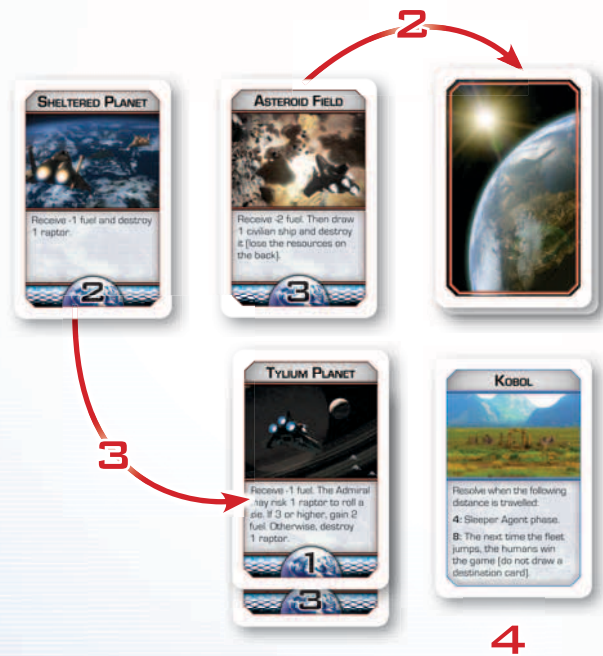 2
SHELTERED PLANET
Receive -1 fuel and destroy
1 raptor.
2
ASTEROID FIELD
Receive -2 fuel. Then draw
1 civilian ship and destroy
it (lose the resources on
the back).
3
3
TYLIUM PLANET
Receive -1 fuel. The Admiral
may risk 1 raptor to roll a
die. If 3 or higher, gain 2
fuel. Otherwise, destroy
1 raptor.
1
3
KOBOL
Resolve when the following
distance is travelled:
4: Sleeper Agent phase.
8: The next time the fleet
jumps, the humans win
the game (do not draw a
destination card).
4